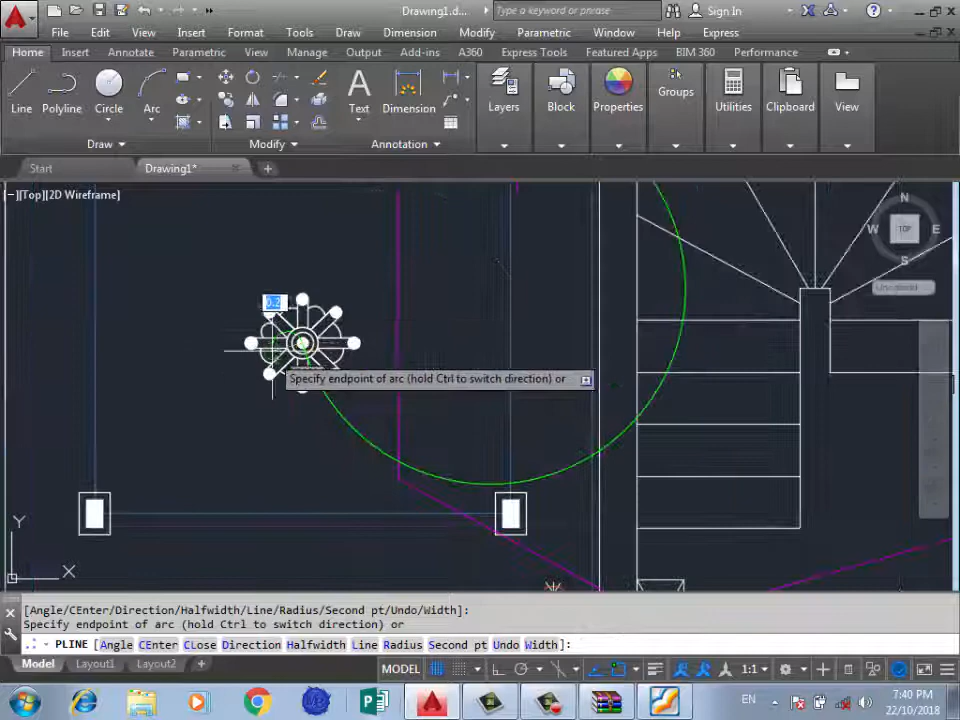 Drawing1.d...
Type a keyword or phrase
Sign In
File Edit View Insert Format Tools Draw Dimension Modify Parametric Window Help Express
Home Insert Annotate Parametric View Manage Output Add-ins A360 Express Tools Featured Apps BIM 360 Performance
Line Polyline Circle Arc Text Dimension Layers Block Properties Groups Utilities Clipboard View
Draw Modify Annotation
Start Drawing1*
[−][Top][2D Wireframe]
N
W TOP E
S
0.2
Specify endpoint of arc (hold Ctrl to switch direction) or
Y
X
[Angle/CEnter/Direction/Halfwidth/Line/Radius/Second pt/Undo/Width]:
Specify endpoint of arc (hold Ctrl to switch direction) or
PLINE [Angle CEnter CLose Direction Halfwidth Line Radius Second pt Undo Width]:
Model Layout1 Layout2 +
MODEL 1:1
EN
7:40 PM
22/10/2018